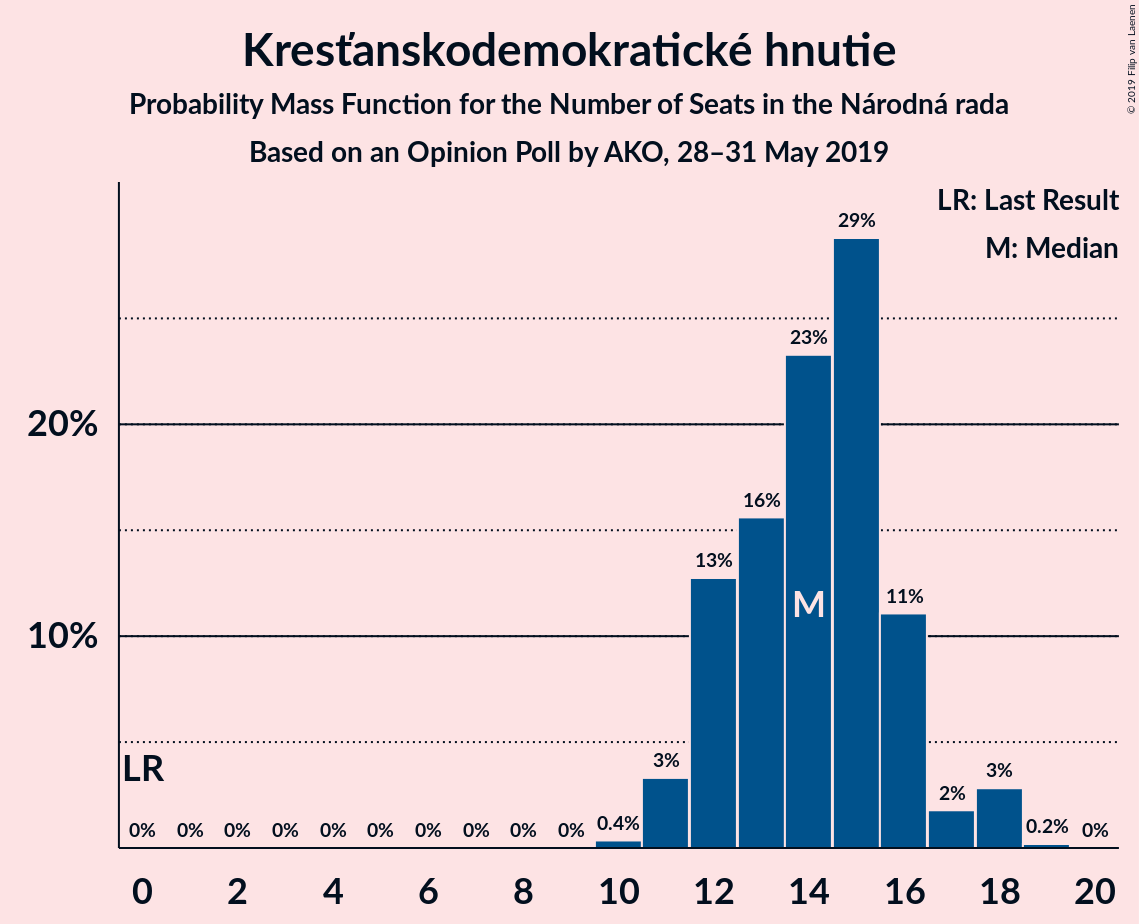 Kresťanskodemokratické hnutie
Probability Mass Function for the Number of Seats in the Národná rada
Based on an Opinion Poll by AKO, 28–31 May 2019
© 2019 Filip van Laenen
LR: Last Result
M: Median
29%
23%
20%
16%
13%
11%
M
10%
LR
3%
3%
2%
0% 0% 0% 0% 0% 0% 0% 0% 0% 0% 0.4% 0.2% 0%
0 2 4 6 8 10 12 14 16 18 20